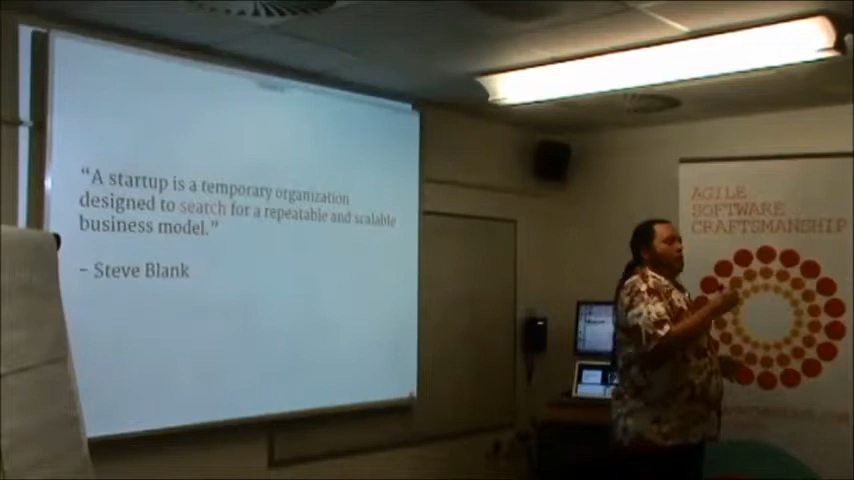 “A startup is a temporary organization
designed to search for a repeatable and scalable
business model.”
– Steve Blank
AGILE
SOFTWARE
CRAFTSMANSHIP